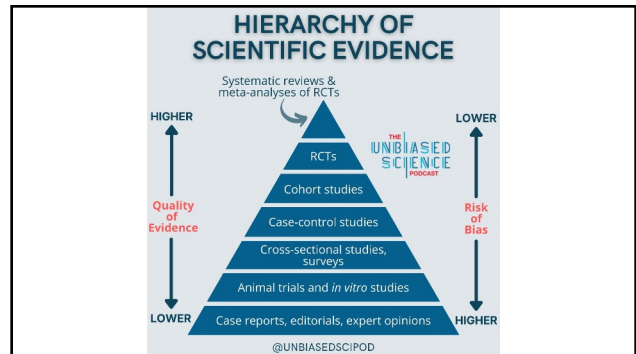 HIERARCHY OF
SCIENTIFIC EVIDENCE
Systematic reviews &
meta-analyses of RCTs
HIGHER
LOWER
THE
UNBIASED
SCIENCE
PODCAST
RCTs
Cohort studies
Quality
of
Evidence
Risk
of
Bias
Case-control studies
Cross-sectional studies,
surveys
Animal trials and in vitro studies
LOWER
Case reports, editorials, expert opinions
HIGHER
@UNBIASEDSCIPOD